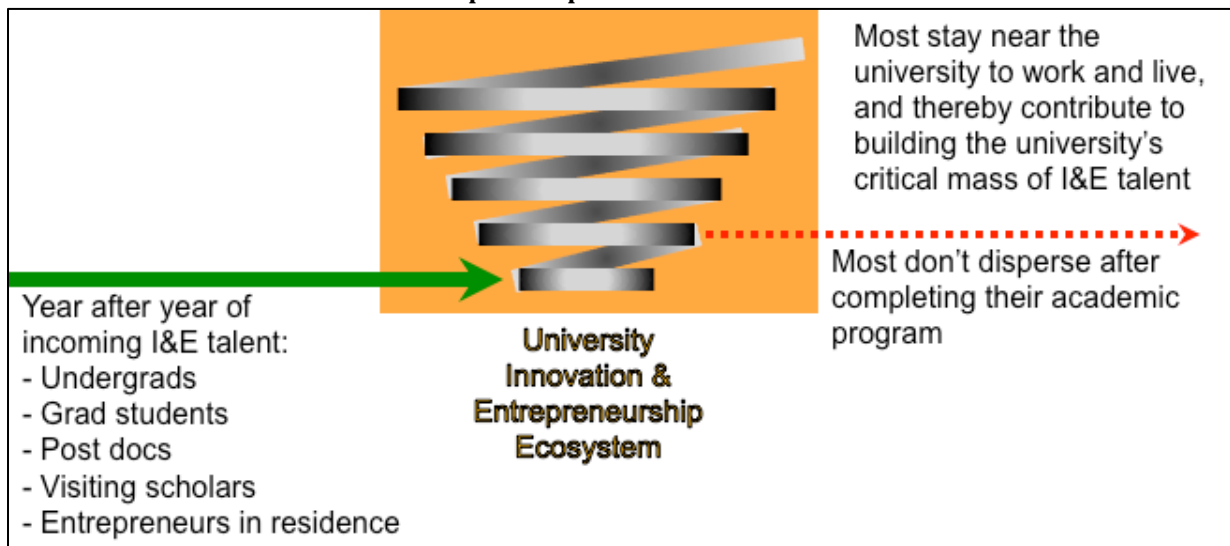 Year after year of
incoming I&E talent:
- Undergrads
- Grad students
- Post docs
- Visiting scholars
- Entrepreneurs in residence
University
Innovation &
Entrepreneurship
Ecosystem
Most stay near the
university to work and live,
and thereby contribute to
building the university's
critical mass of I&E talent
Most don't disperse after
completing their academic
program